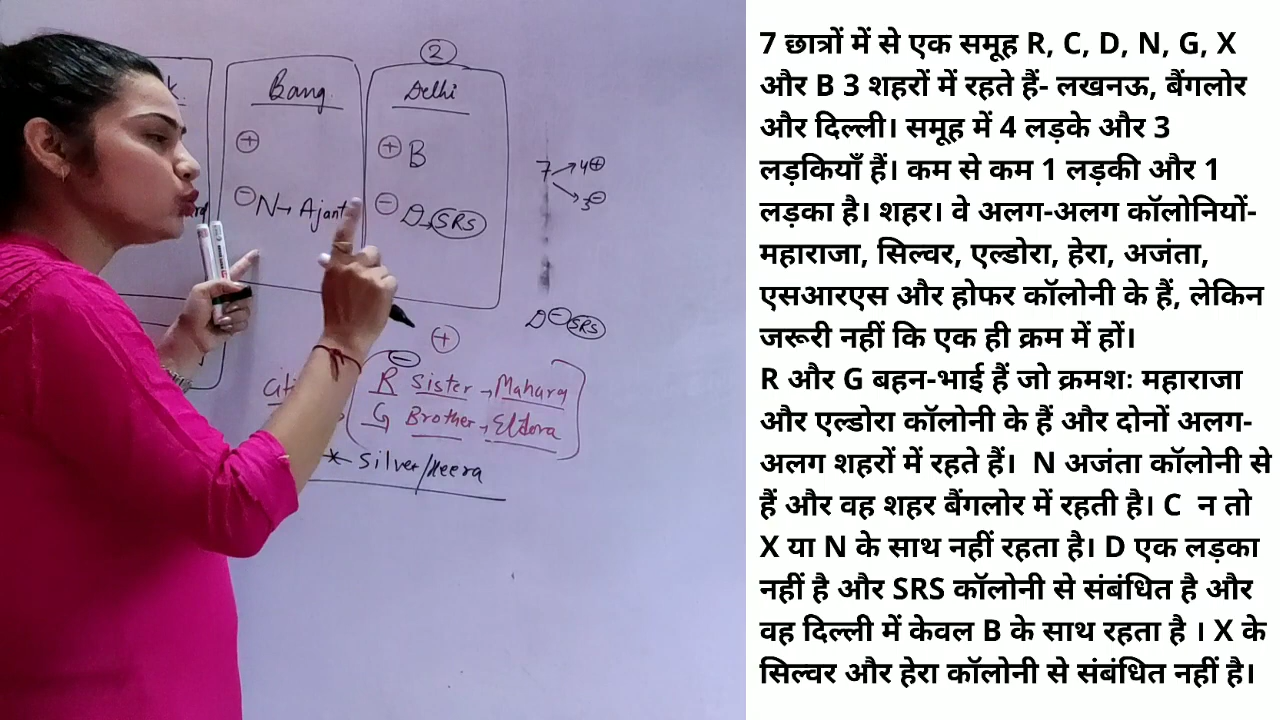 2
k.
Bang.
Delhi
+
+ B
7 → 4 +
→ 3 -
- N → Ajant
- D → SRS
D - SRS
+
-
R Sister → Mahara
G Brother → Eldora
Silver/Heera
7 छात्रों में से एक समूह R, C, D, N, G, X
और B 3 शहरों में रहते हैं- लखनऊ, बैंगलोर
और दिल्ली। समूह में 4 लड़के और 3
लड़कियाँ हैं। कम से कम 1 लड़की और 1
लड़का है। शहर। वे अलग-अलग कॉलोनियों-
महाराजा, सिल्वर, एल्डोरा, हेरा, अजंता,
एसआरएस और होफर कॉलोनी के हैं, लेकिन
जरूरी नहीं कि एक ही क्रम में हों।
R और G बहन-भाई हैं जो क्रमशः महाराजा
और एल्डोरा कॉलोनी के हैं और दोनों अलग-
अलग शहरों में रहते हैं। N अजंता कॉलोनी से
हैं और वह शहर बैंगलोर में रहती है। C न तो
X या N के साथ नहीं रहता है। D एक लड़का
नहीं है और SRS कॉलोनी से संबंधित है और
वह दिल्ली में केवल B के साथ रहता है । X के
सिल्वर और हेरा कॉलोनी से संबंधित नहीं है।